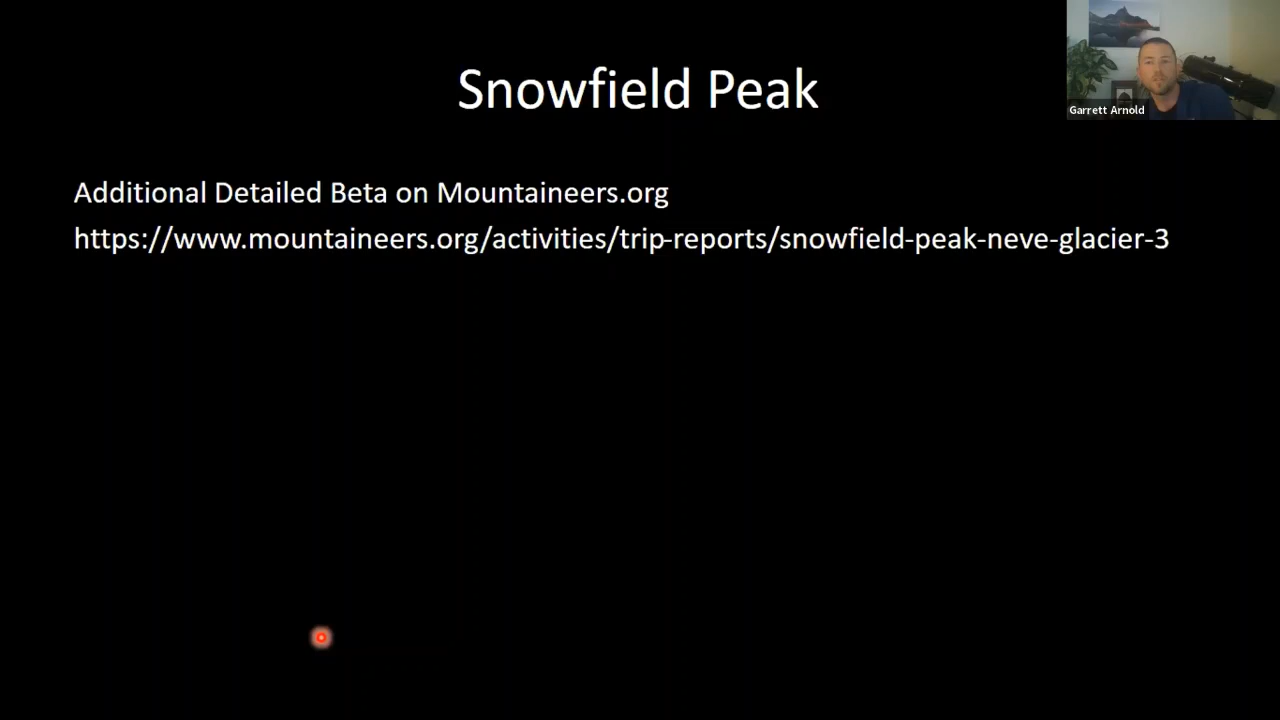 Snowfield Peak
Garrett Arnold
Additional Detailed Beta on Mountaineers.org
https://www.mountaineers.org/activities/trip-reports/snowfield-peak-neve-glacier-3